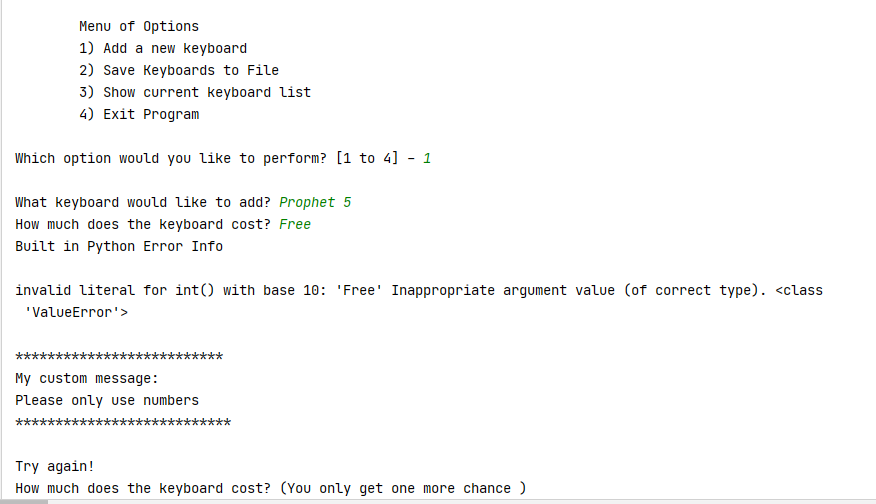 Menu of Options
1) Add a new keyboard
2) Save Keyboards to File
3) Show current keyboard list
4) Exit Program
Which option would you like to perform? [1 to 4] - 1
What keyboard would like to add? Prophet 5
How much does the keyboard cost? Free
Built in Python Error Info
invalid literal for int() with base 10: 'Free' Inappropriate argument value (of correct type). <class
'ValueError'>
**************************
My custom message:
Please only use numbers
***************************
Try again!
How much does the keyboard cost? (You only get one more chance )